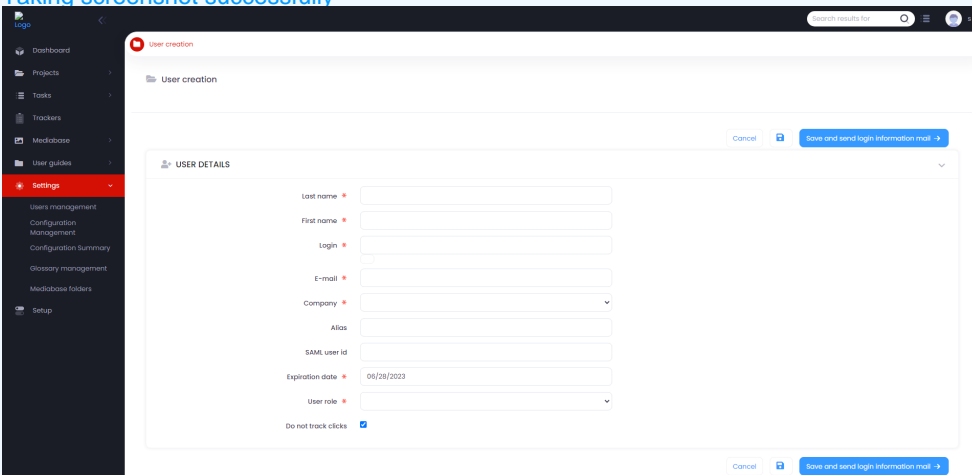 Taking screenshot successfully
Logo
Search results for
User creation
Dashboard
Projects
Tasks
Trackers
Mediabase
User guides
Settings
Users management
Configuration
Management
Configuration Summary
Glossary management
Mediabase folders
Setup
User creation
Cancel
Save and send login information mail →
USER DETAILS
Last name *
First name *
Login *
E-mail *
Company *
Alias
SAML user id
Expiration date * 06/28/2023
User role *
Do not track clicks
Cancel
Save and send login information mail →